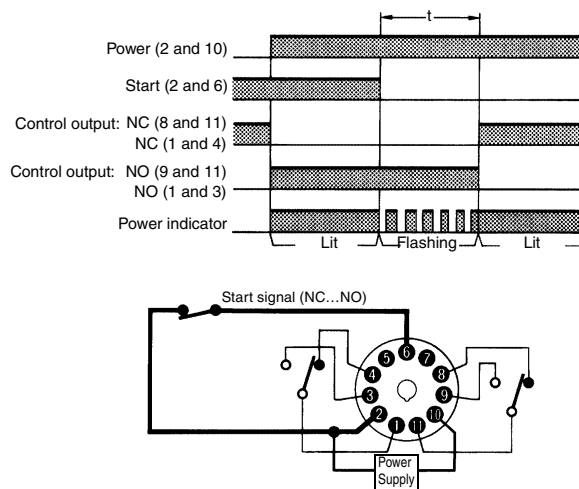 t
Power (2 and 10)
Start (2 and 6)
Control output: NC (8 and 11)
NC (1 and 4)
Control output: NO (9 and 11)
NO (1 and 3)
Power indicator
Lit
Flashing
Lit
Start signal (NC...NO)
6
5
7
4
8
3
9
2
10
1
11
Power
Supply